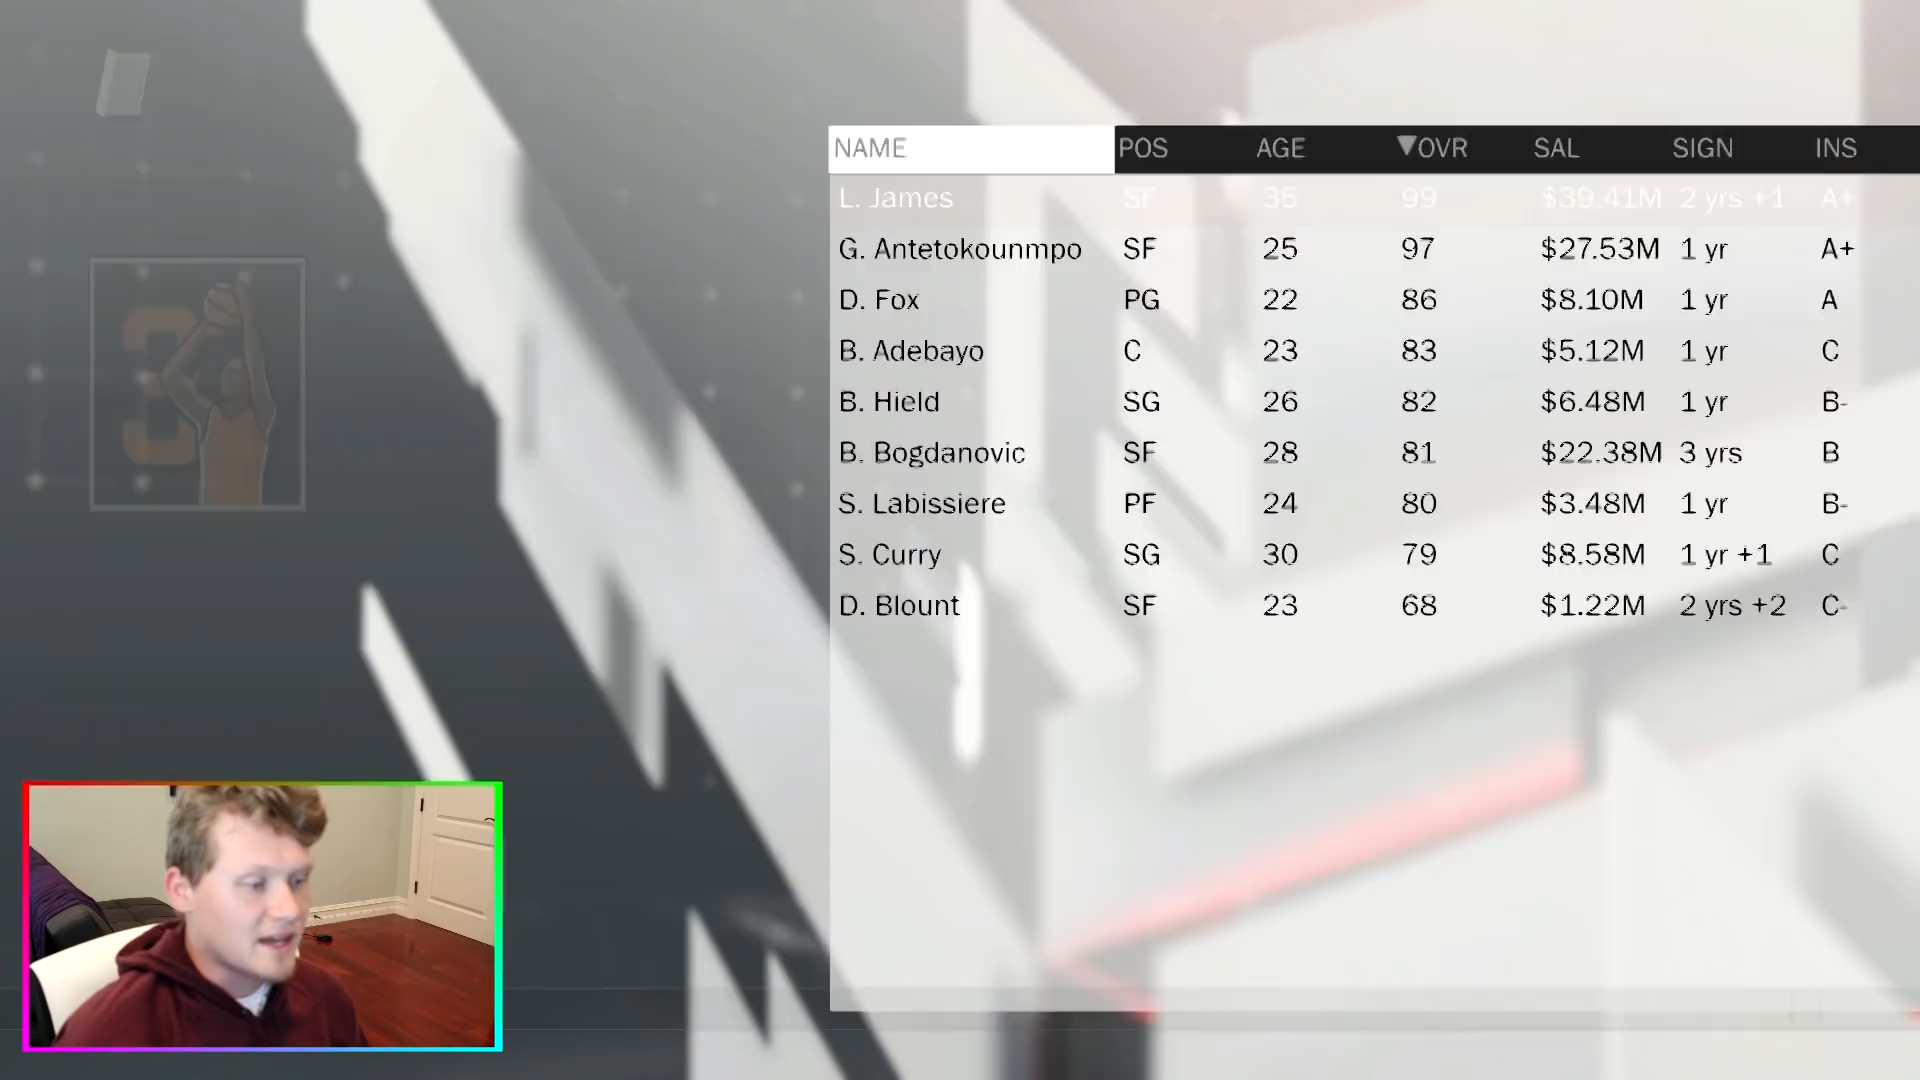 NAME POS AGE ▼OVR SAL SIGN INS
L. James SF 35 99 $39.41M 2 yrs +1 A+
G. Antetokounmpo SF 25 97 $27.53M 1 yr A+
D. Fox PG 22 86 $8.10M 1 yr A
B. Adebayo C 23 83 $5.12M 1 yr C
B. Hield SG 26 82 $6.48M 1 yr B-
B. Bogdanovic SF 28 81 $22.38M 3 yrs B
S. Labissiere PF 24 80 $3.48M 1 yr B-
S. Curry SG 30 79 $8.58M 1 yr +1 C
D. Blount SF 23 68 $1.22M 2 yrs +2 C-
3